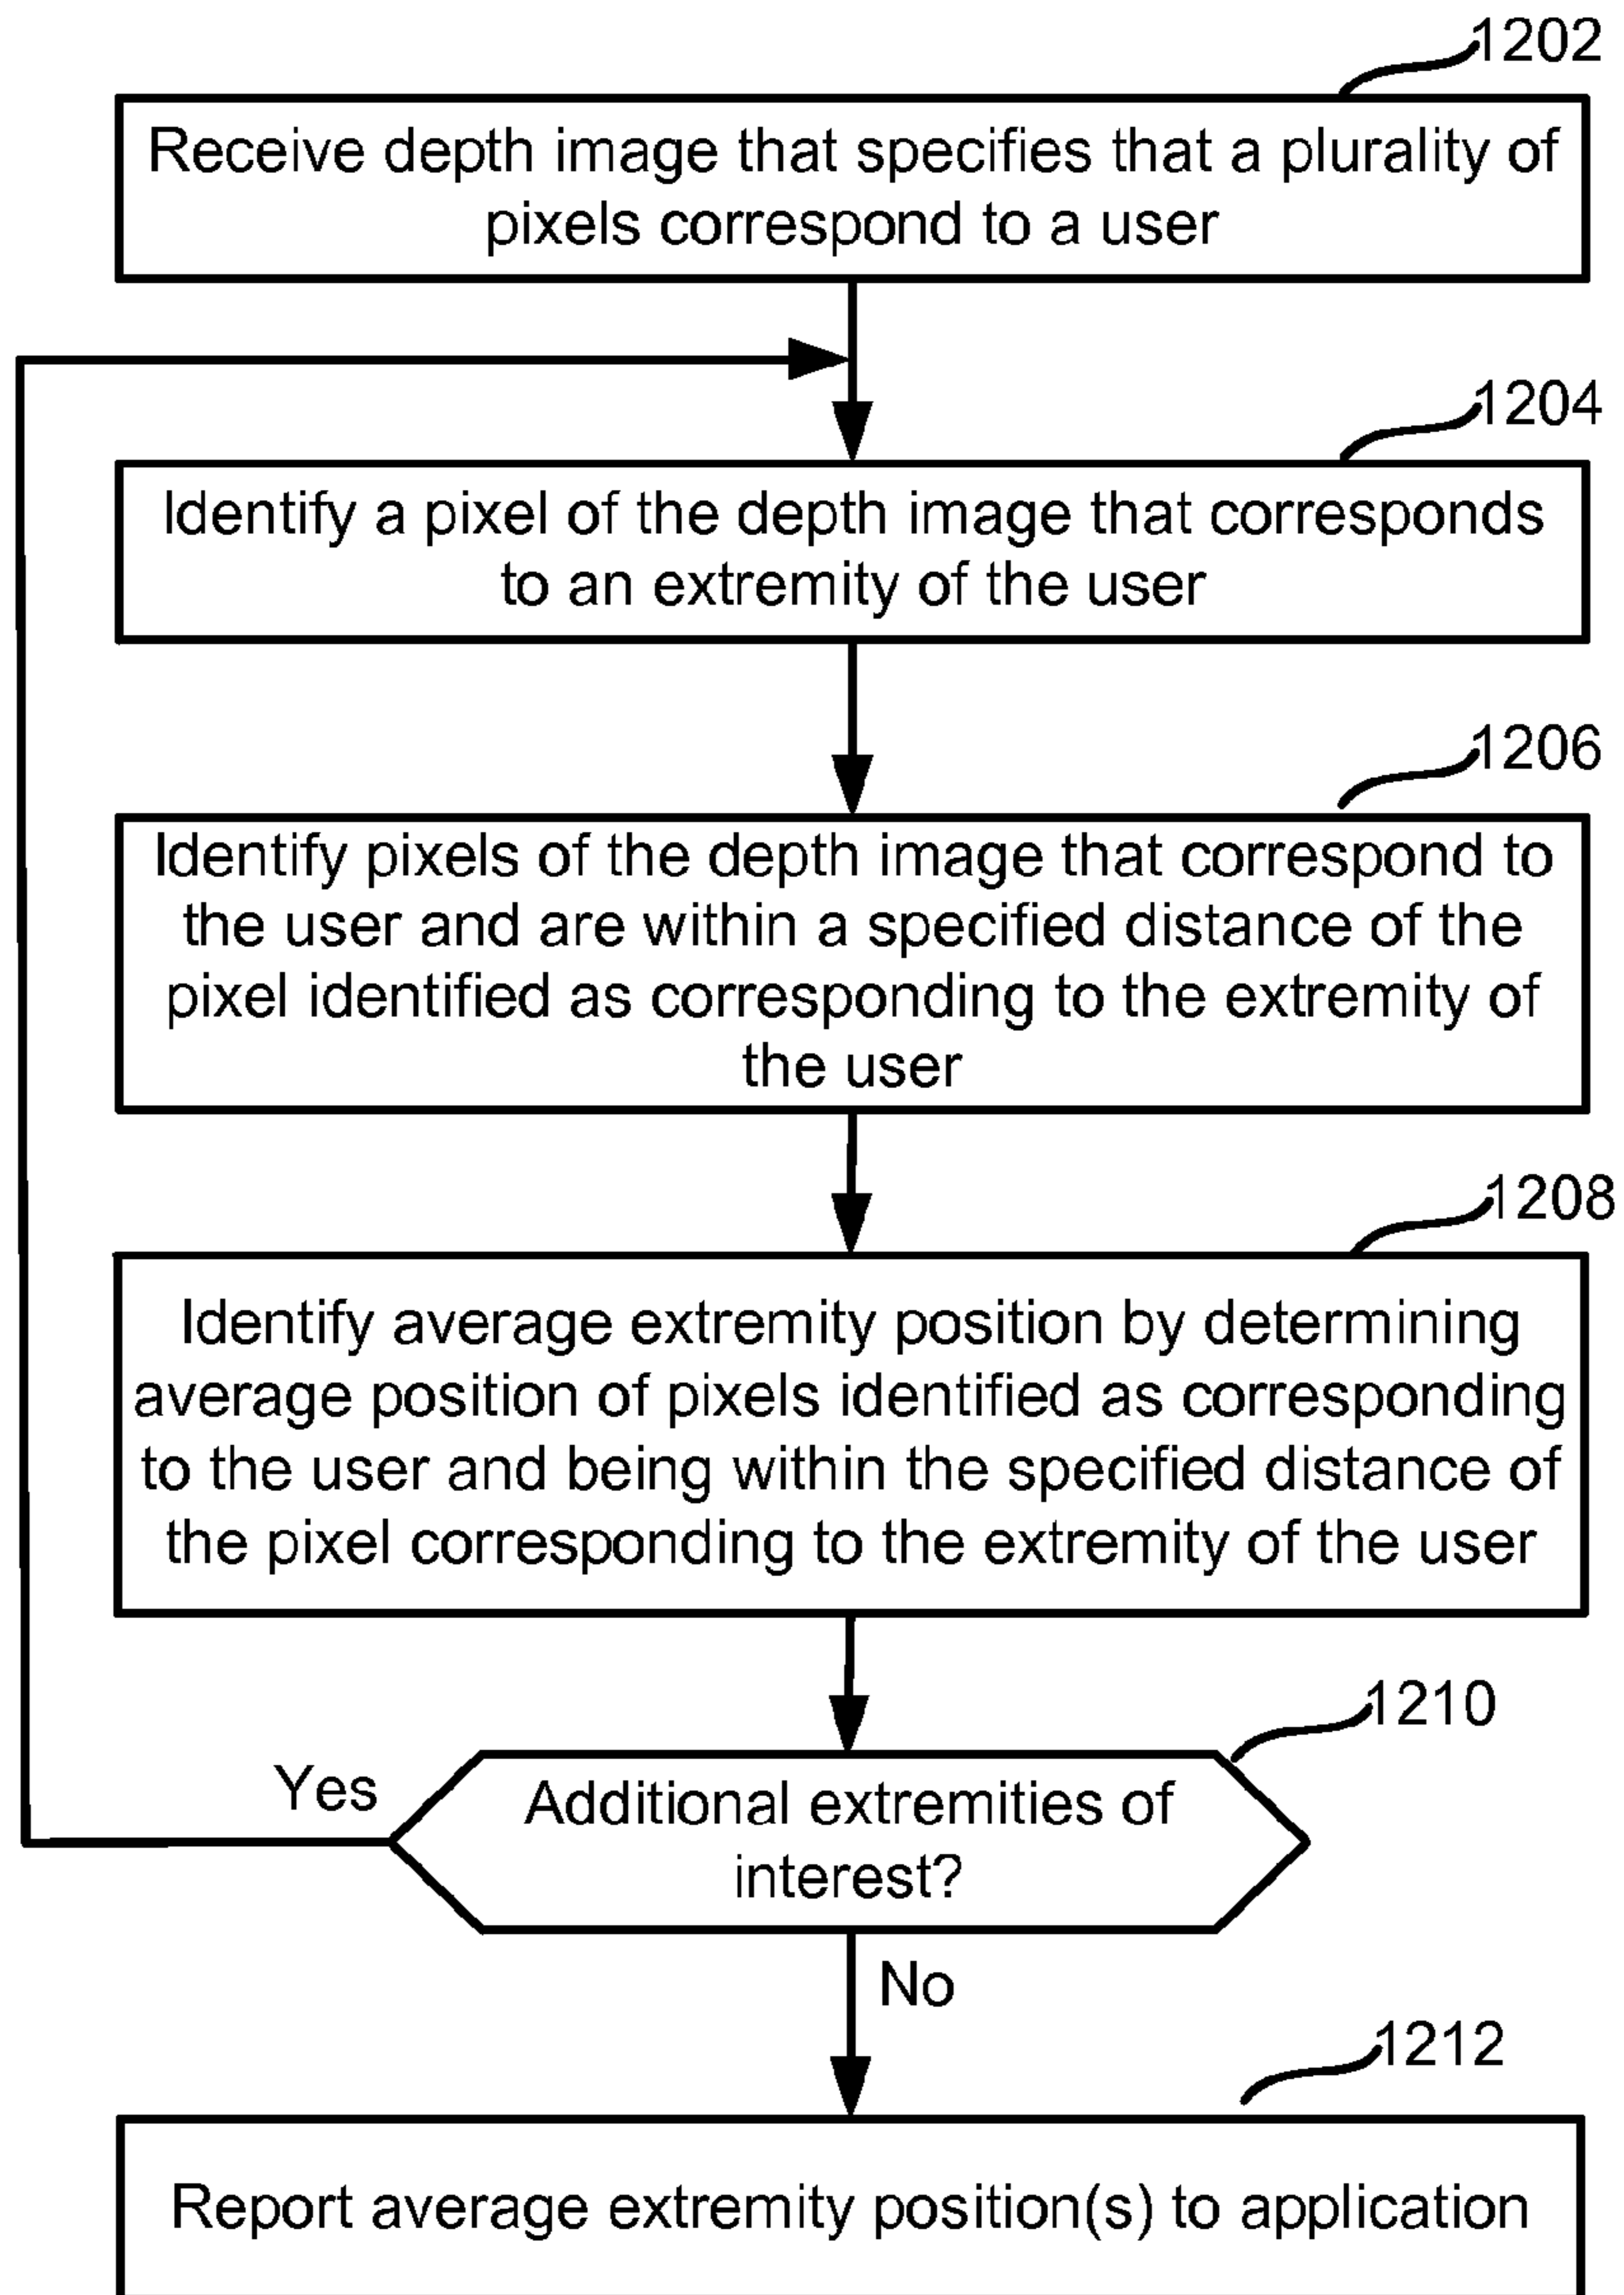 1202
Receive depth image that specifies that a plurality of
pixels correspond to a user
1204
Identify a pixel of the depth image that corresponds
to an extremity of the user
1206
Identify pixels of the depth image that correspond to
the user and are within a specified distance of the
pixel identified as corresponding to the extremity of
the user
1208
Identify average extremity position by determining
average position of pixels identified as corresponding
to the user and being within the specified distance of
the pixel corresponding to the extremity of the user
1210
Yes
Additional extremities of
interest?
No
1212
Report average extremity position(s) to application